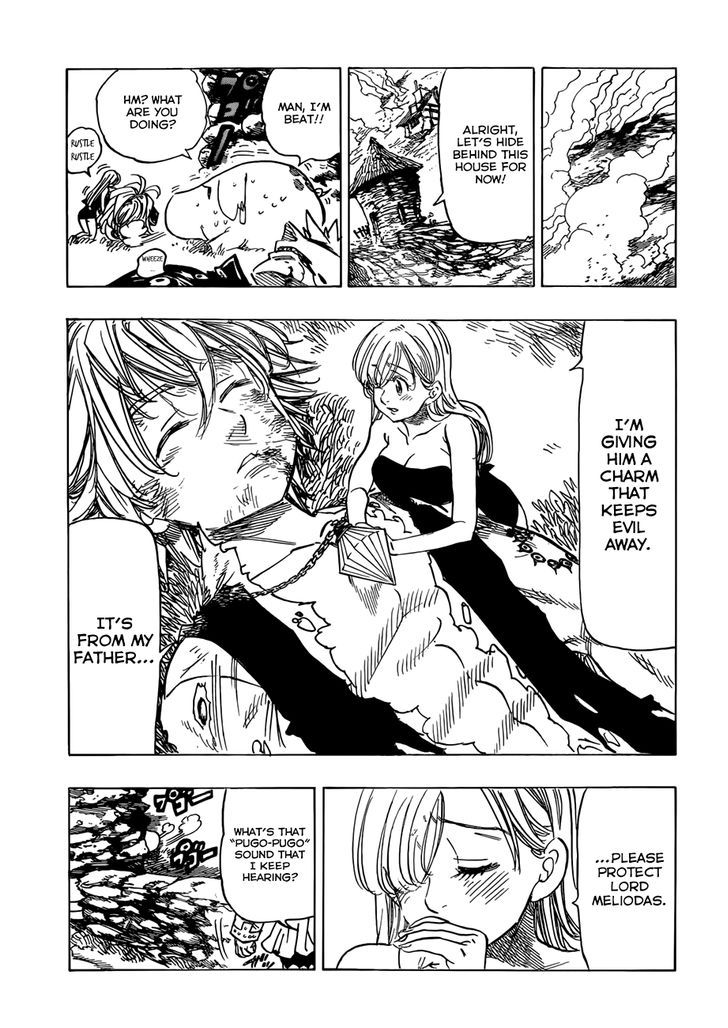 ALRIGHT,
LET'S HIDE
BEHIND THIS
HOUSE FOR
NOW!
MAN, I'M
BEAT!!
HM? WHAT
ARE YOU
DOING?
RUSTLE
RUSTLE
WHEEZE
I'M
GIVING
HIM A
CHARM
THAT
KEEPS
EVIL
AWAY.
IT'S
FROM MY
FATHER...
...PLEASE
PROTECT
LORD
MELIODAS.
WHAT'S THAT
"PUGO-PUGO"
SOUND THAT
I KEEP
HEARING?